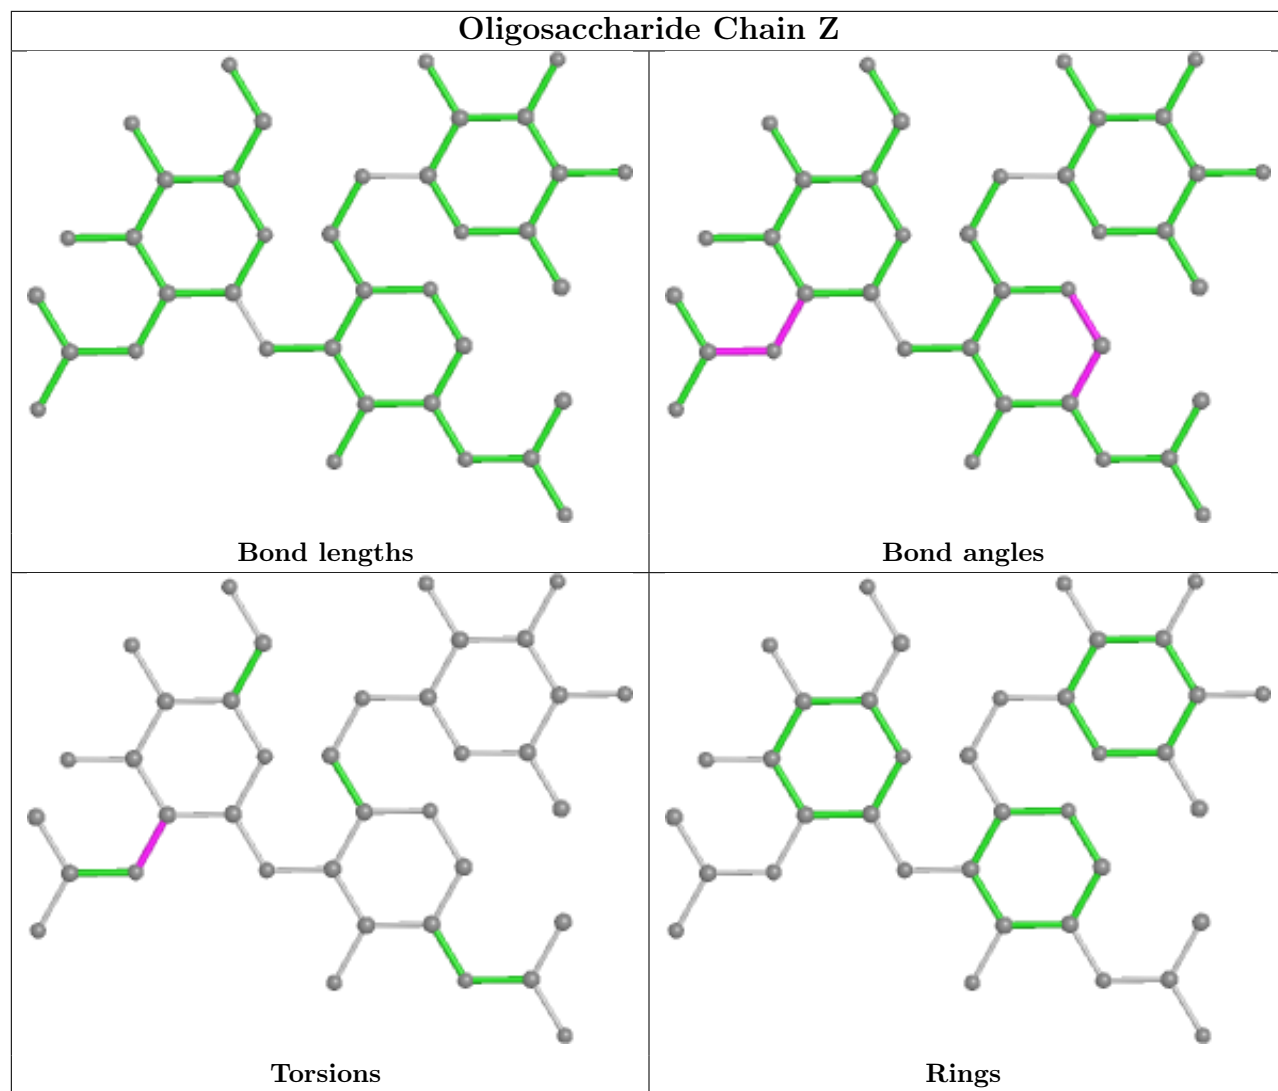 Oligosaccharide Chain Z
Bond lengths
Bond angles
Torsions
Rings